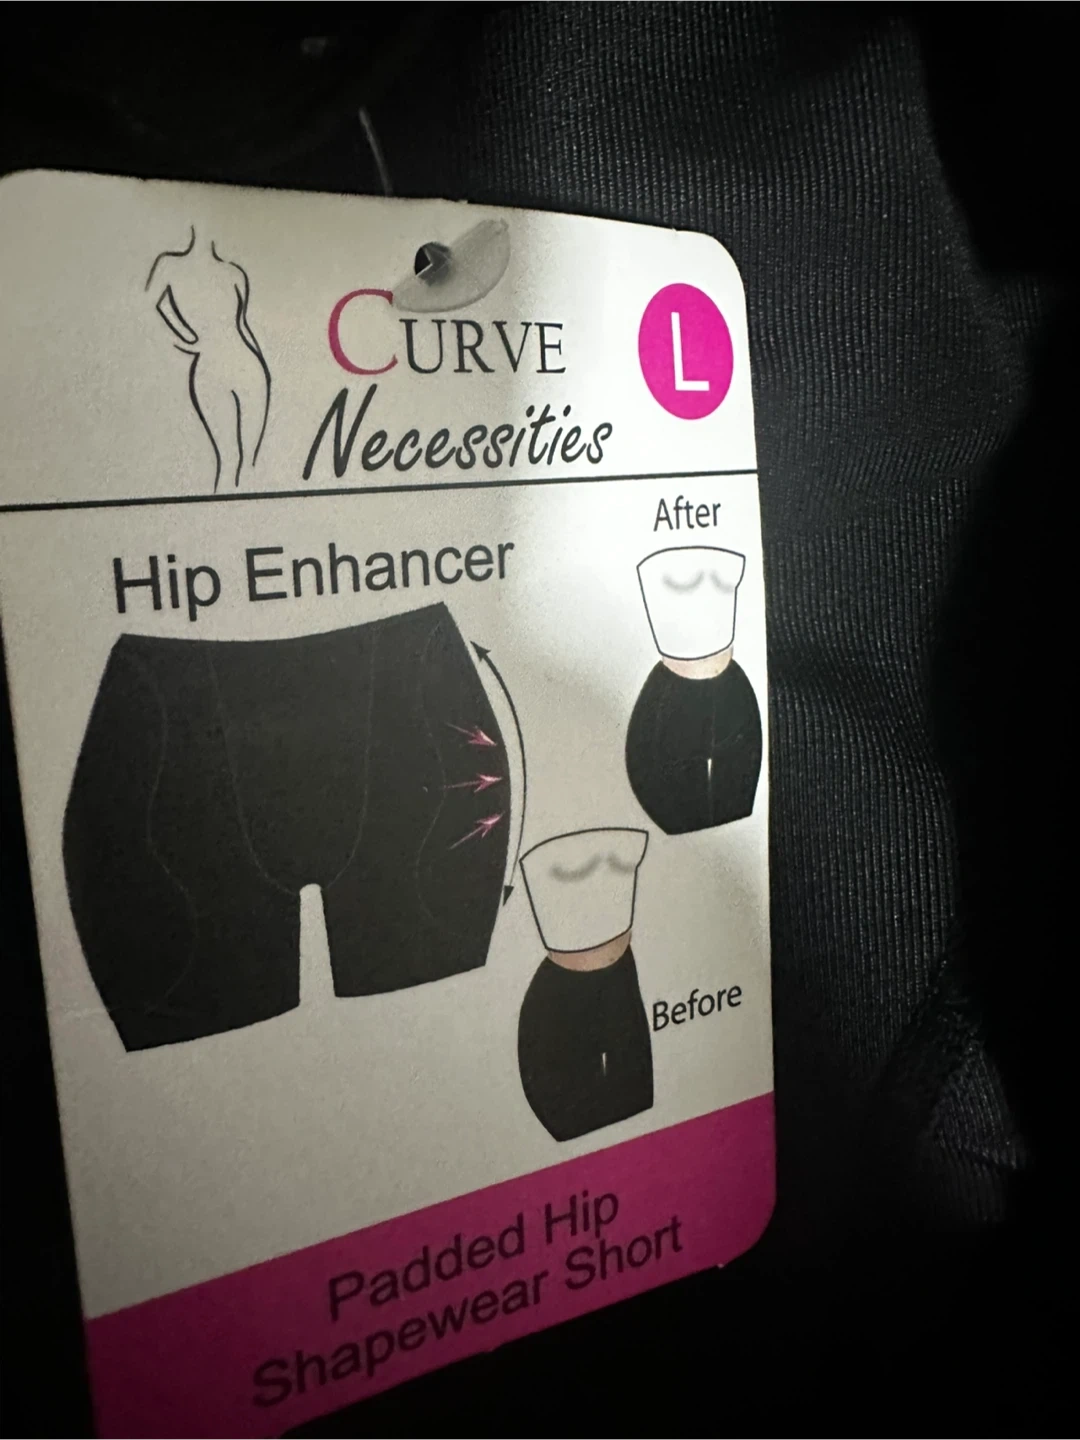 CURVE
Necessities
L
Hip Enhancer
After
Before
Padded Hip
Shapewear Short